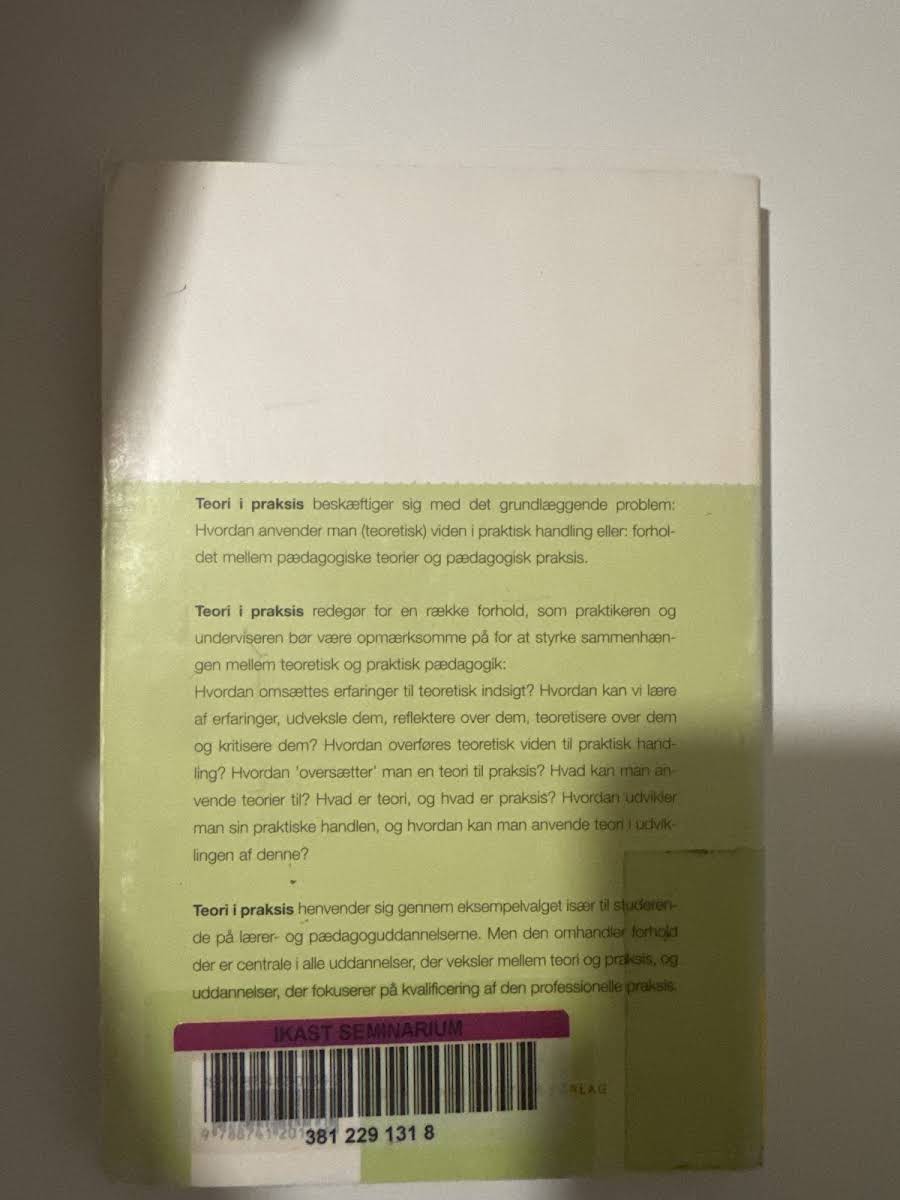 Teori i praksis beskæftiger sig med det grundlæggende problem:
Hvordan anvender man (teoretisk) viden i praktisk handling eller: forhol-
det mellem pædagogiske teorier og pædagogisk praksis.
Teori i praksis redegør for en række forhold, som praktikeren og
underviseren bør være opmærksomme på for at styrke sammenhæn-
gen mellem teoretisk og praktisk pædagogik:
Hvordan omsættes erfaringer til teoretisk indsigt? Hvordan kan vi lære
af erfaringer, udveksle dem, reflektere over dem, teoretisere over dem
og kritisere dem? Hvordan overføres teoretisk viden til praktisk hand-
ling? Hvordan 'oversætter' man en teori til praksis? Hvad kan man an-
vende teorier til? Hvad er teori, og hvad er praksis? Hvordan udvikler
man sin praktiske handlen, og hvordan kan man anvende teori i udvik-
lingen af denne?
Teori i praksis henvender sig gennem eksempelvalget især til studeren-
de på lærer- og pædagoguddannelserne. Men den omhandler forhold
der er centrale i alle uddannelser, der veksler mellem teori og praksis, og
uddannelser, der fokuserer på kvalificering af den professionelle praksis.
IKAST SEMINARIUM
381 229 131 8